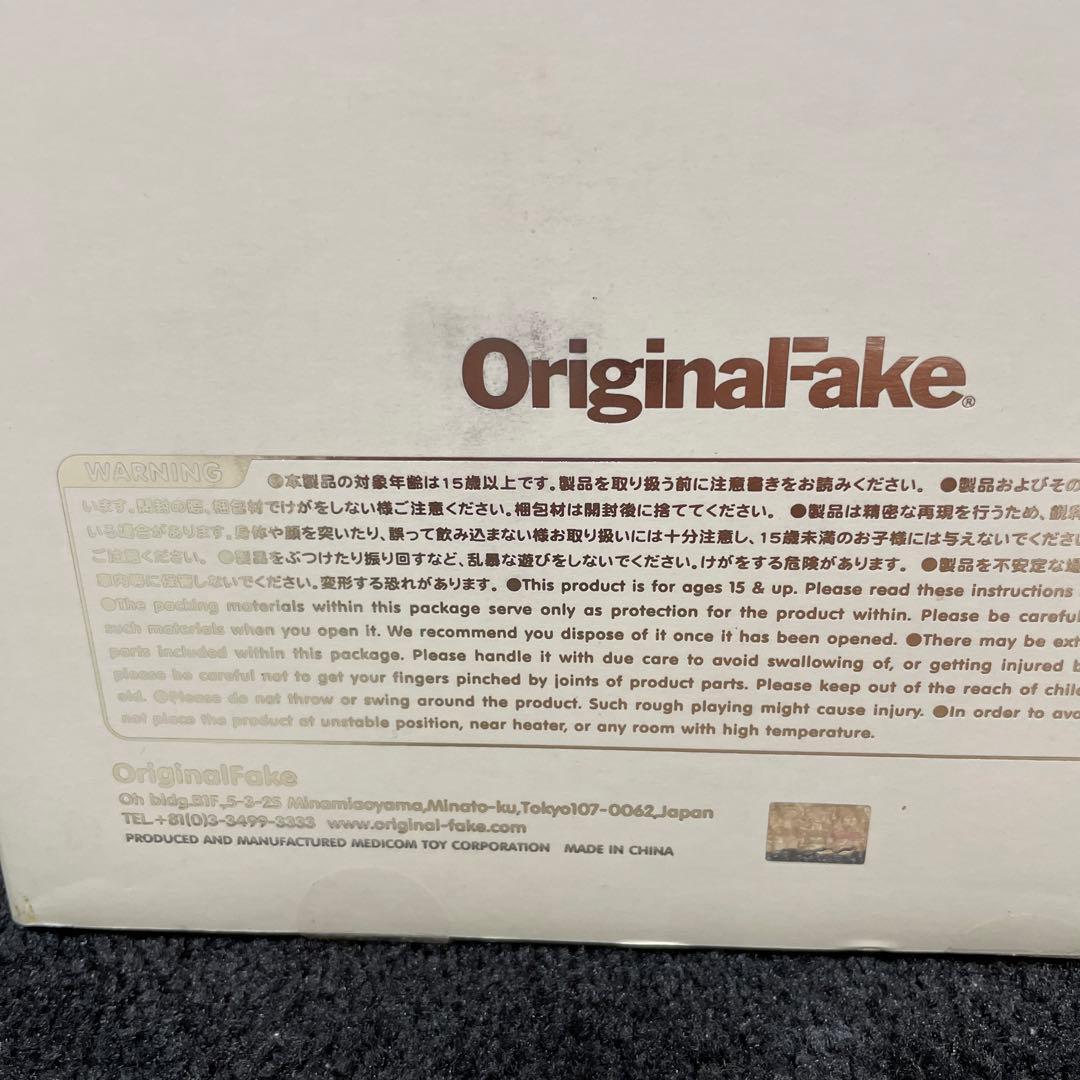 OriginalFake®
WARNING
●本製品の対象年齢は15歳以上です。製品を取り扱う前に注意書きをお読みください。 ●製品およびその
います。開封の際、梱包材でけがをしない様ご注意ください。梱包材は開封後に捨ててください。 ●製品は精密な再現を行うため、鋭利
いる場合があります。身体や顔を突いたり、誤って飲み込まない様お取り扱いには十分注意し、15歳未満のお子様には与えないでくださ
ご注意ください。 ●製品をぶつけたり振り回すなど、乱暴な遊びをしないでください。けがをする危険があります。 ●製品を不安定な場
車内等に放置しないでください。変形する恐れがあります。 ●This product is for ages 15 & up. Please read these instructions
●The packing materials within this package serve only as protection for the product within. Please be careful
such materials when you open it. We recommend you dispose of it once it has been opened. ●There may be ext
parts included within this package. Please handle it with due care to avoid swallowing of, or getting injured b
please be careful not to get your fingers pinched by joints of product parts. Please keep out of the reach of chil
old. ●Please do not throw or swing around the product. Such rough playing might cause injury. ●In order to avo
not place the product at unstable position, near heater, or any room with high temperature.
OriginalFake
Oh bldg.B1F.,5-3-25 Minamiaoyama,Minato-ku,Tokyo107-0062,Japan
TEL+81(0)3-3499-3333 www.original-fake.com
PRODUCED AND MANUFACTURED MEDICOM TOY CORPORATION MADE IN CHINA